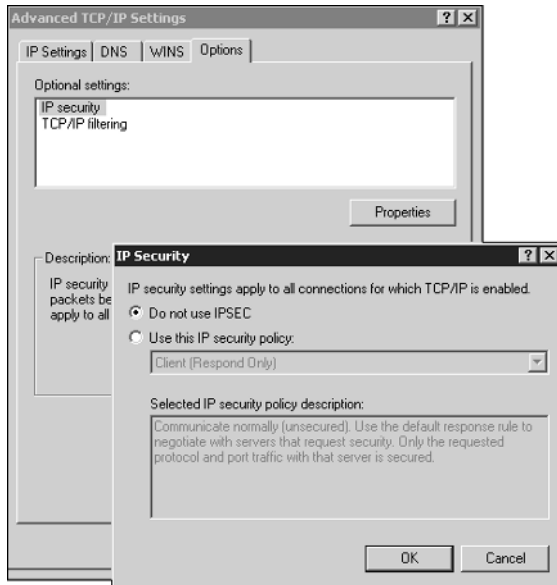 Advanced TCP/IP Settings
IP Settings DNS WINS Options
Optional settings:
IP security
TCP/IP filtering
Properties
Description:
IP security
packets be
apply to all
IP Security
IP security settings apply to all connections for which TCP/IP is enabled.
Do not use IPSEC
Use this IP security policy:
Client (Respond Only)
Selected IP security policy description:
Communicate normally (unsecured). Use the default response rule to
negotiate with servers that request security. Only the requested
protocol and port traffic with that server is secured.
OK Cancel